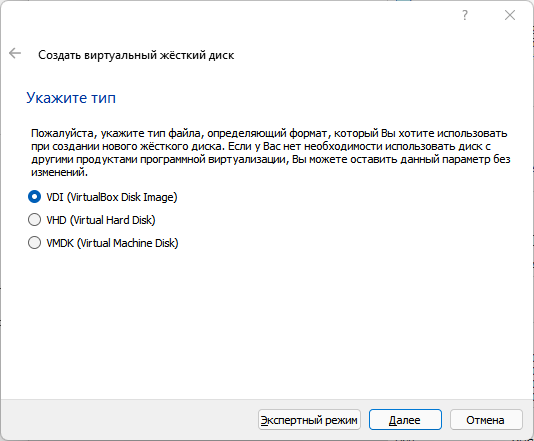 ?
Создать виртуальный жёсткий диск
Укажите тип
Пожалуйста, укажите тип файла, определяющий формат, который Вы хотите использовать
при создании нового жёсткого диска. Если у Вас нет необходимости использовать диск с
другими продуктами программной виртуализации, Вы можете оставить данный параметр без
изменений.
VDI (VirtualBox Disk Image)
VHD (Virtual Hard Disk)
VMDK (Virtual Machine Disk)
Экспертный режим
Далее
Отмена